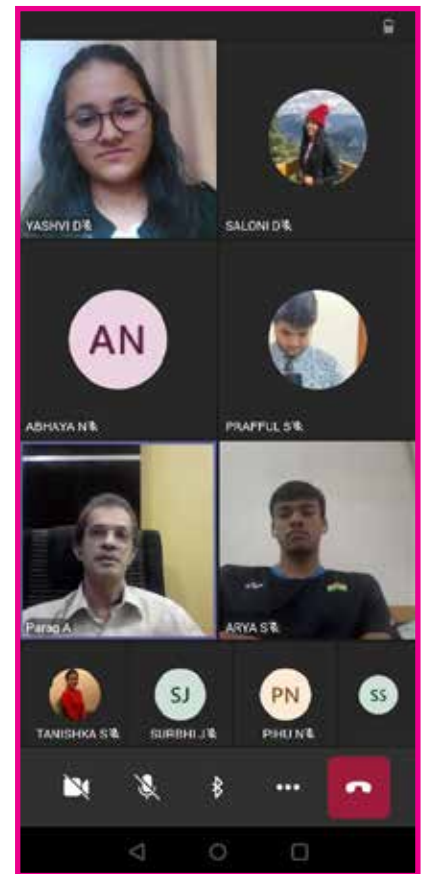 YASHVI D
SALONI D
AN
ABHAYA N
PRAFFUL S
Parag A
ARYA S
SJ
PN
SS
TANISHKA S
SURBHI J
PIHU N